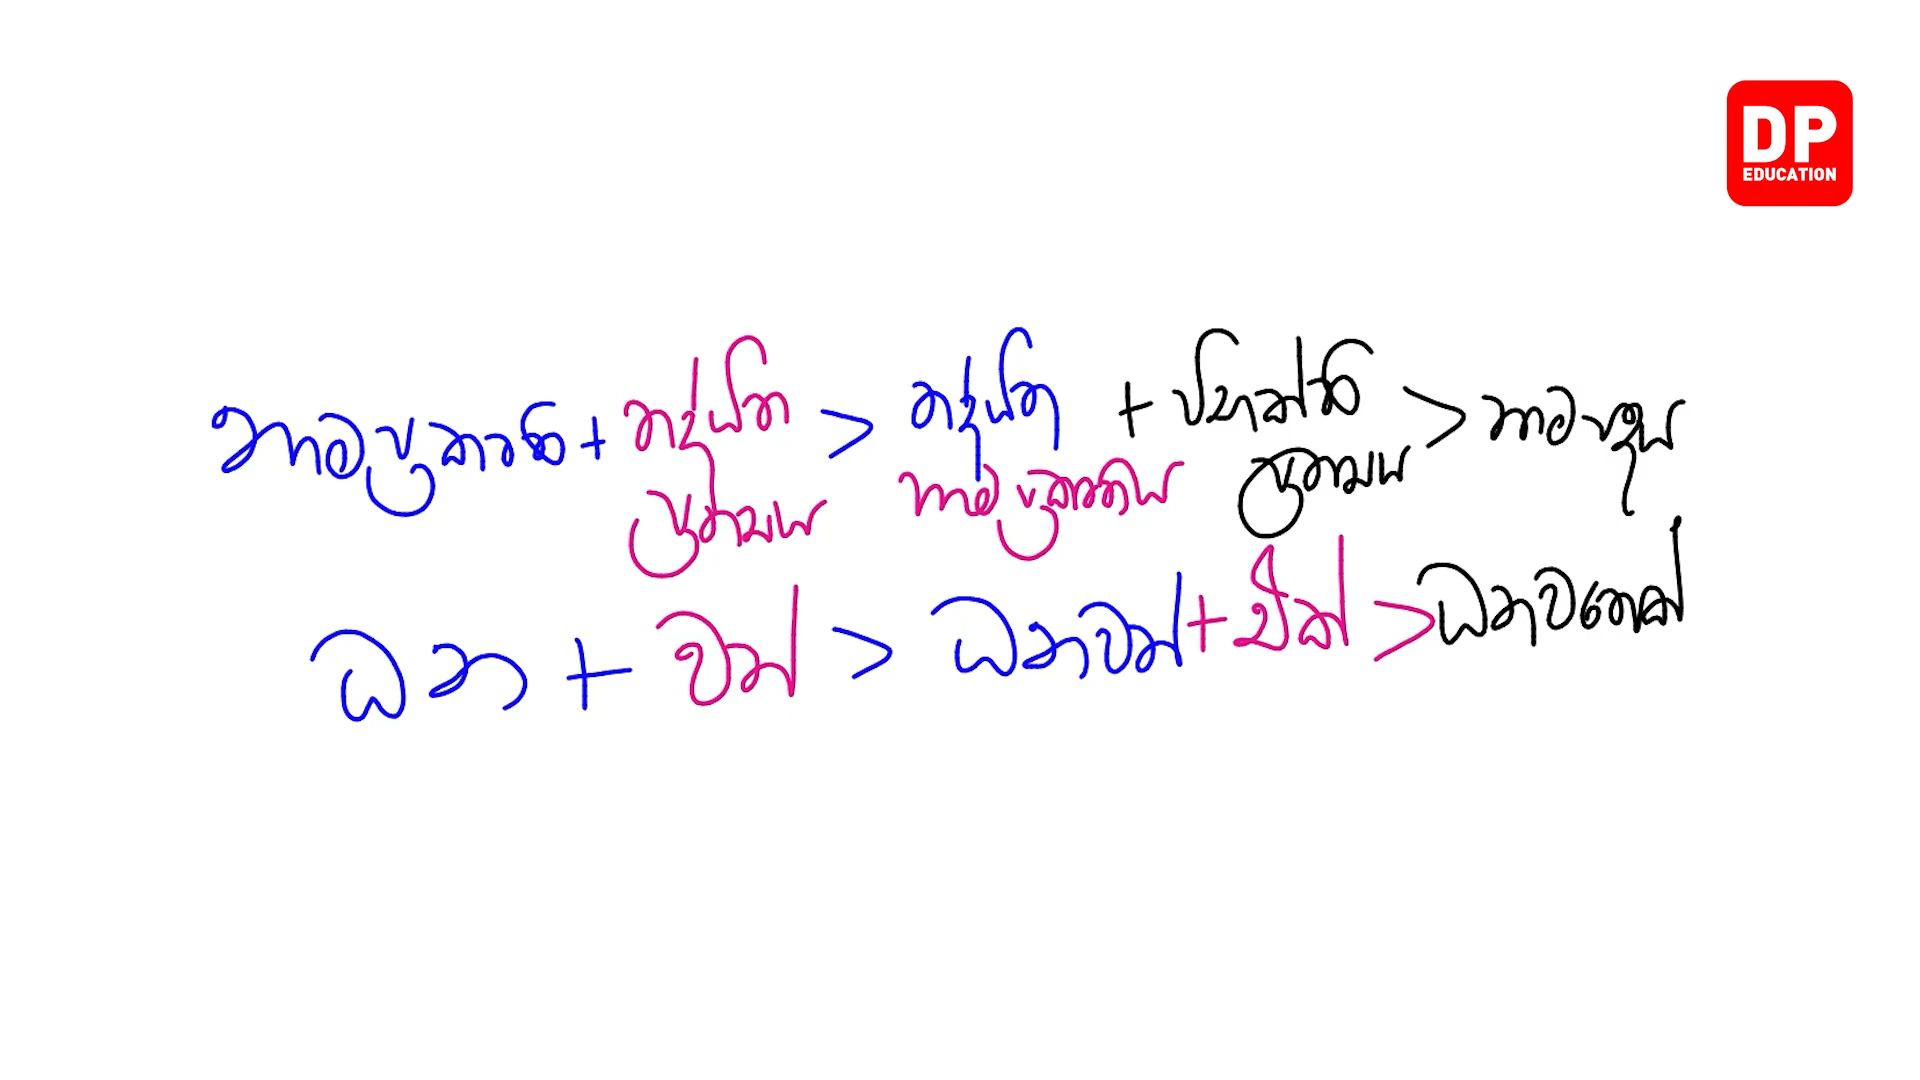 DP
EDUCATION
නාම ප්‍රකෘති + තද්ධිත ප්‍රත්‍යය > තද්ධිත නාම ප්‍රකෘතිය + විභක්ති ප්‍රත්‍යය > නාම පදය
ධන + වත් > ධනවත් + එක් > ධනවතෙක්